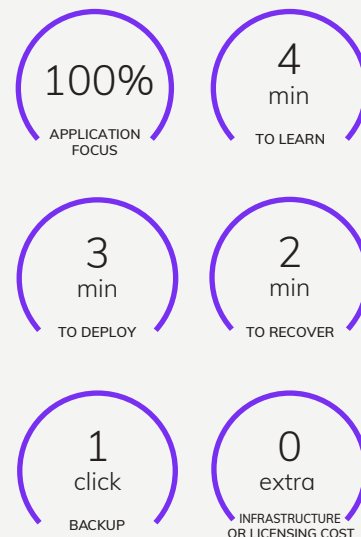 100%
APPLICATION
FOCUS
4
min
TO LEARN
3
min
TO DEPLOY
2
min
TO RECOVER
1
click
BACKUP
0
extra
INFRASTRUCTURE
OR LICENSING COST